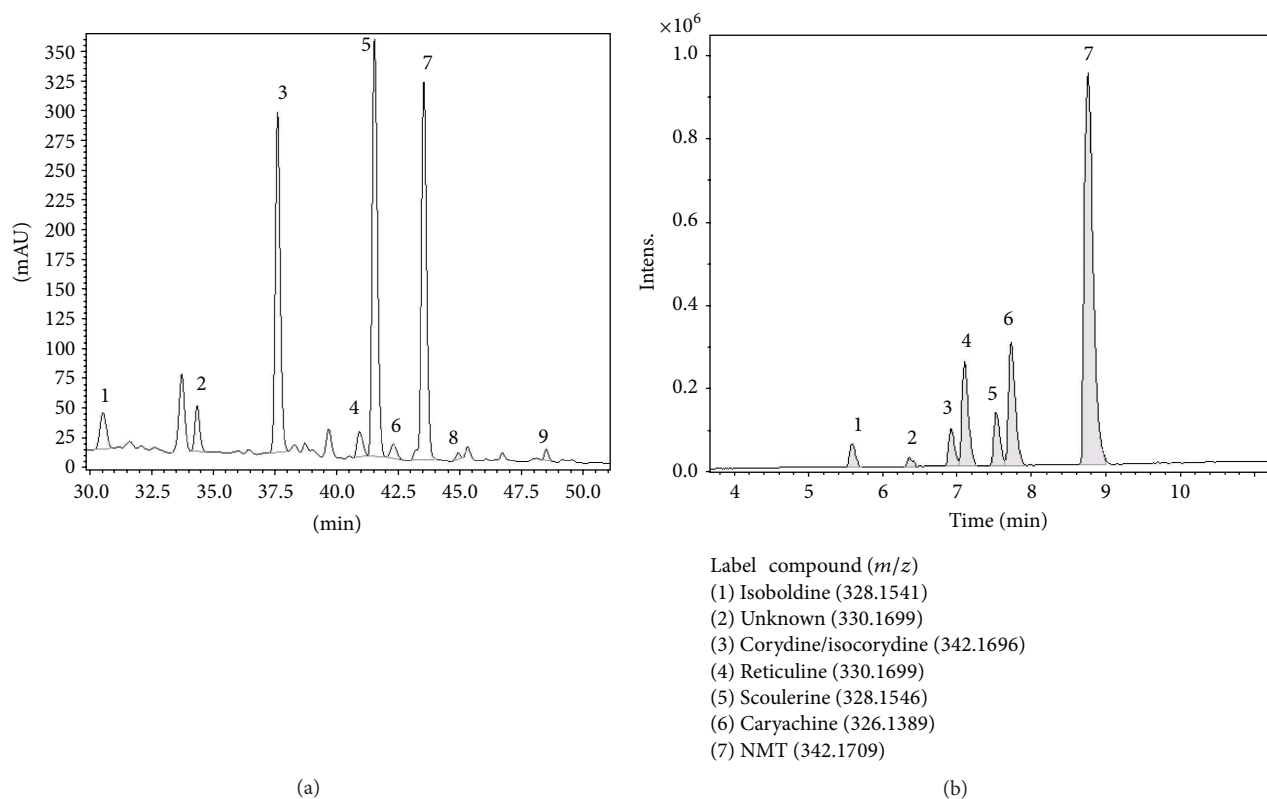 350
325
300
275
250
225
200
175
150
125
100
75
50
25
0
(mAU)
1
2
3
4
5
6
7
8
9
30.0 32.5 35.0 37.5 40.0 42.5 45.0 47.5 50.0
(min)
(a)
×10⁶
1.0
0.8
0.6
0.4
0.2
0.0
Intens.
1
2
3
4
5
6
7
4 5 6 7 8 9 10
Time (min)
Label compound (m/z)
(1) Isoboldine (328.1541)
(2) Unknown (330.1699)
(3) Corydine/isocorydine (342.1696)
(4) Reticuline (330.1699)
(5) Scoulerine (328.1546)
(6) Caryachine (326.1389)
(7) NMT (342.1709)
(b)